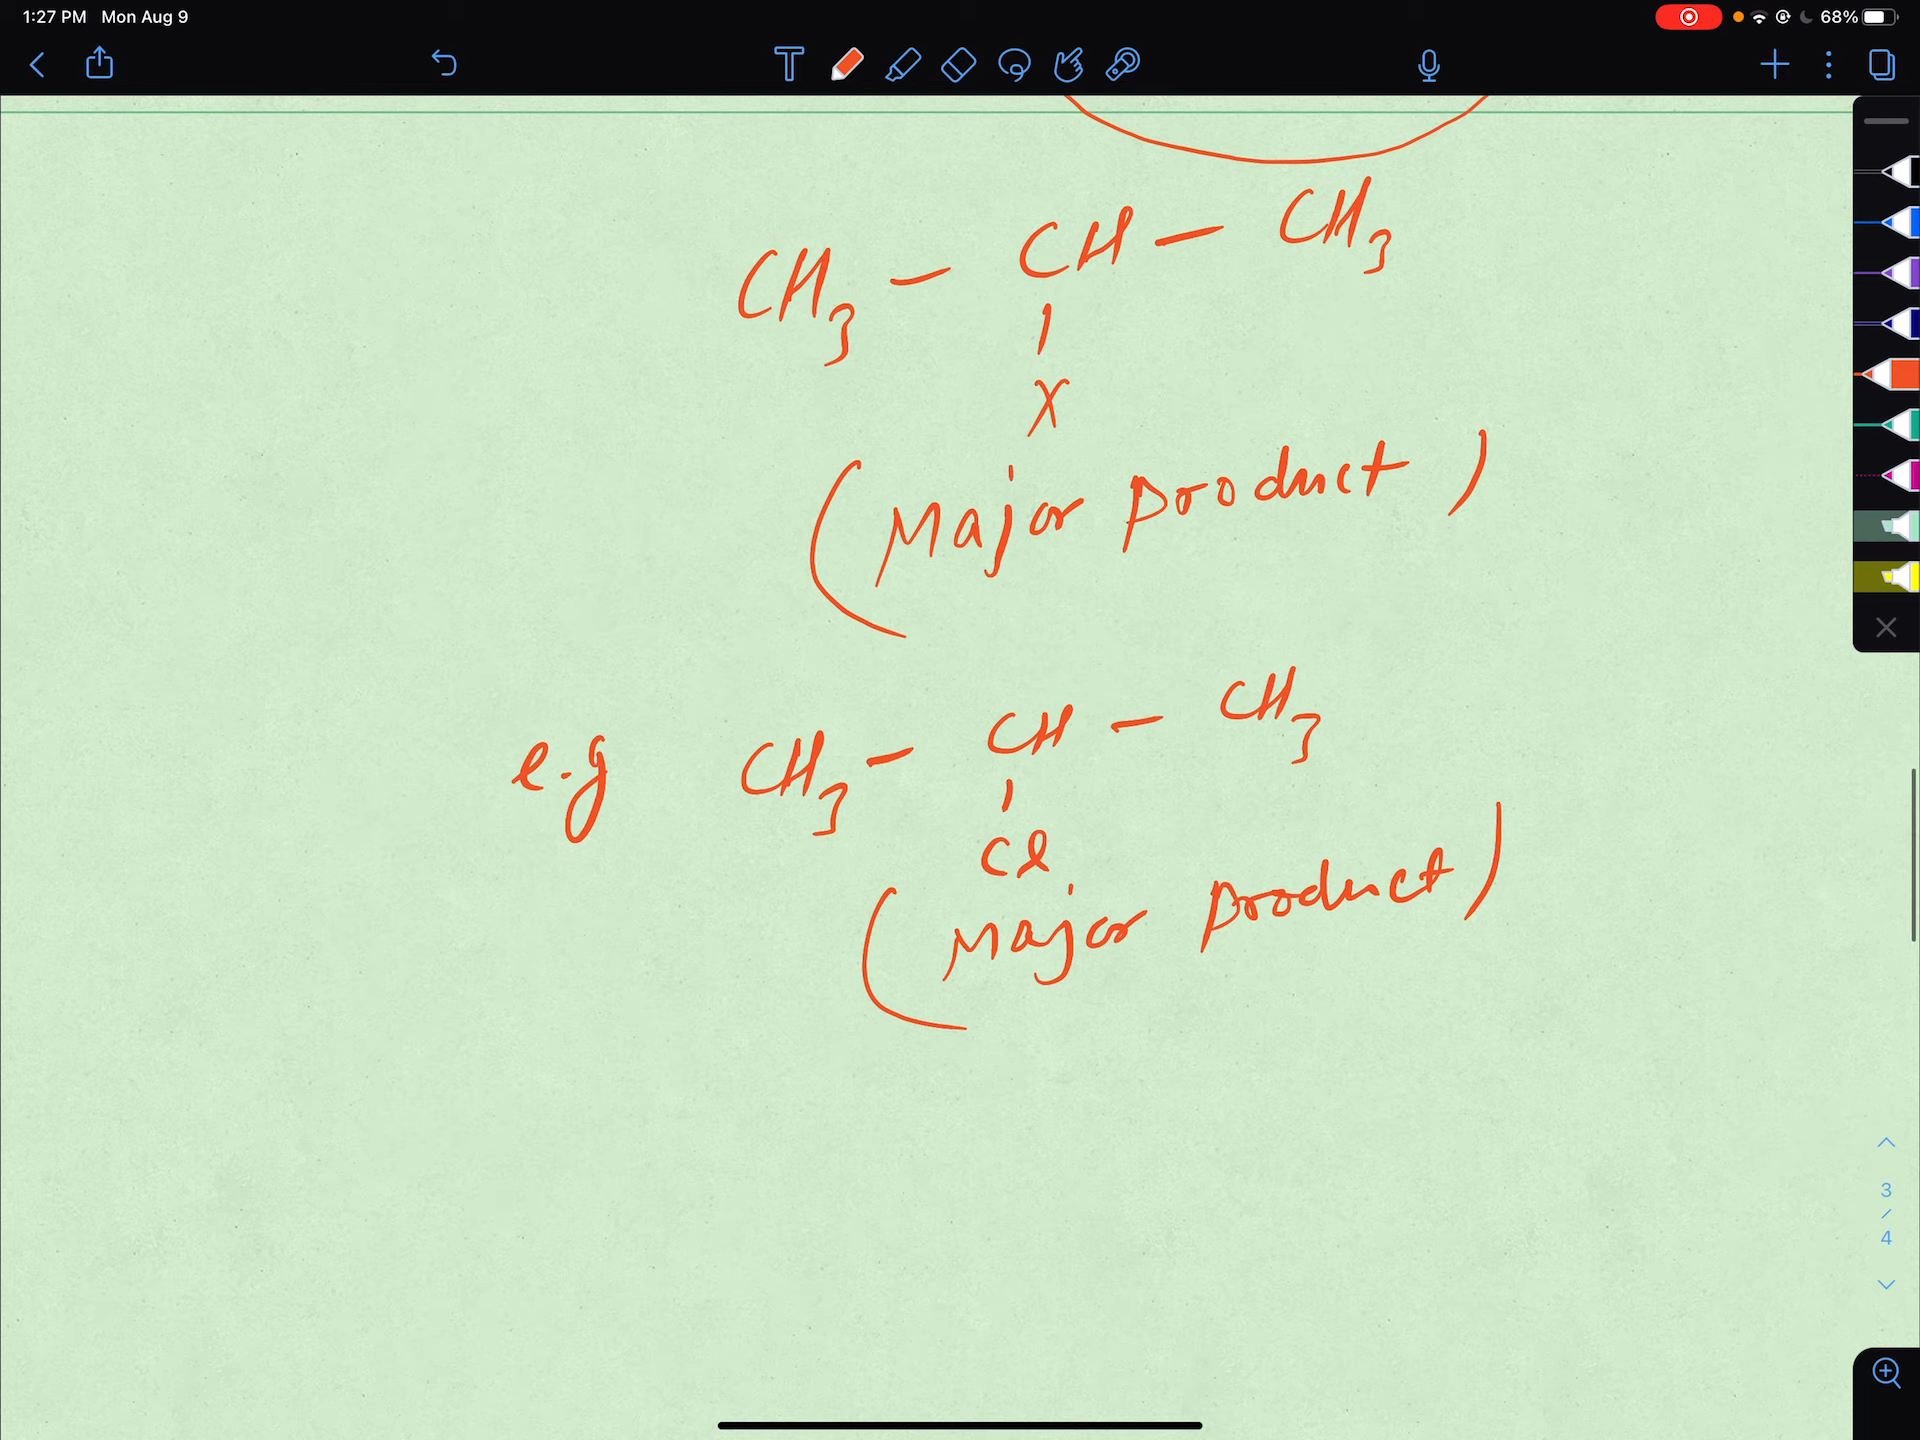 1:27 PM Mon Aug 9
68%
T
CH3 - CH - CH3
X
(Major product)
e.g CH3 - CH - CH3
Cl
(Major product)
3
/
4